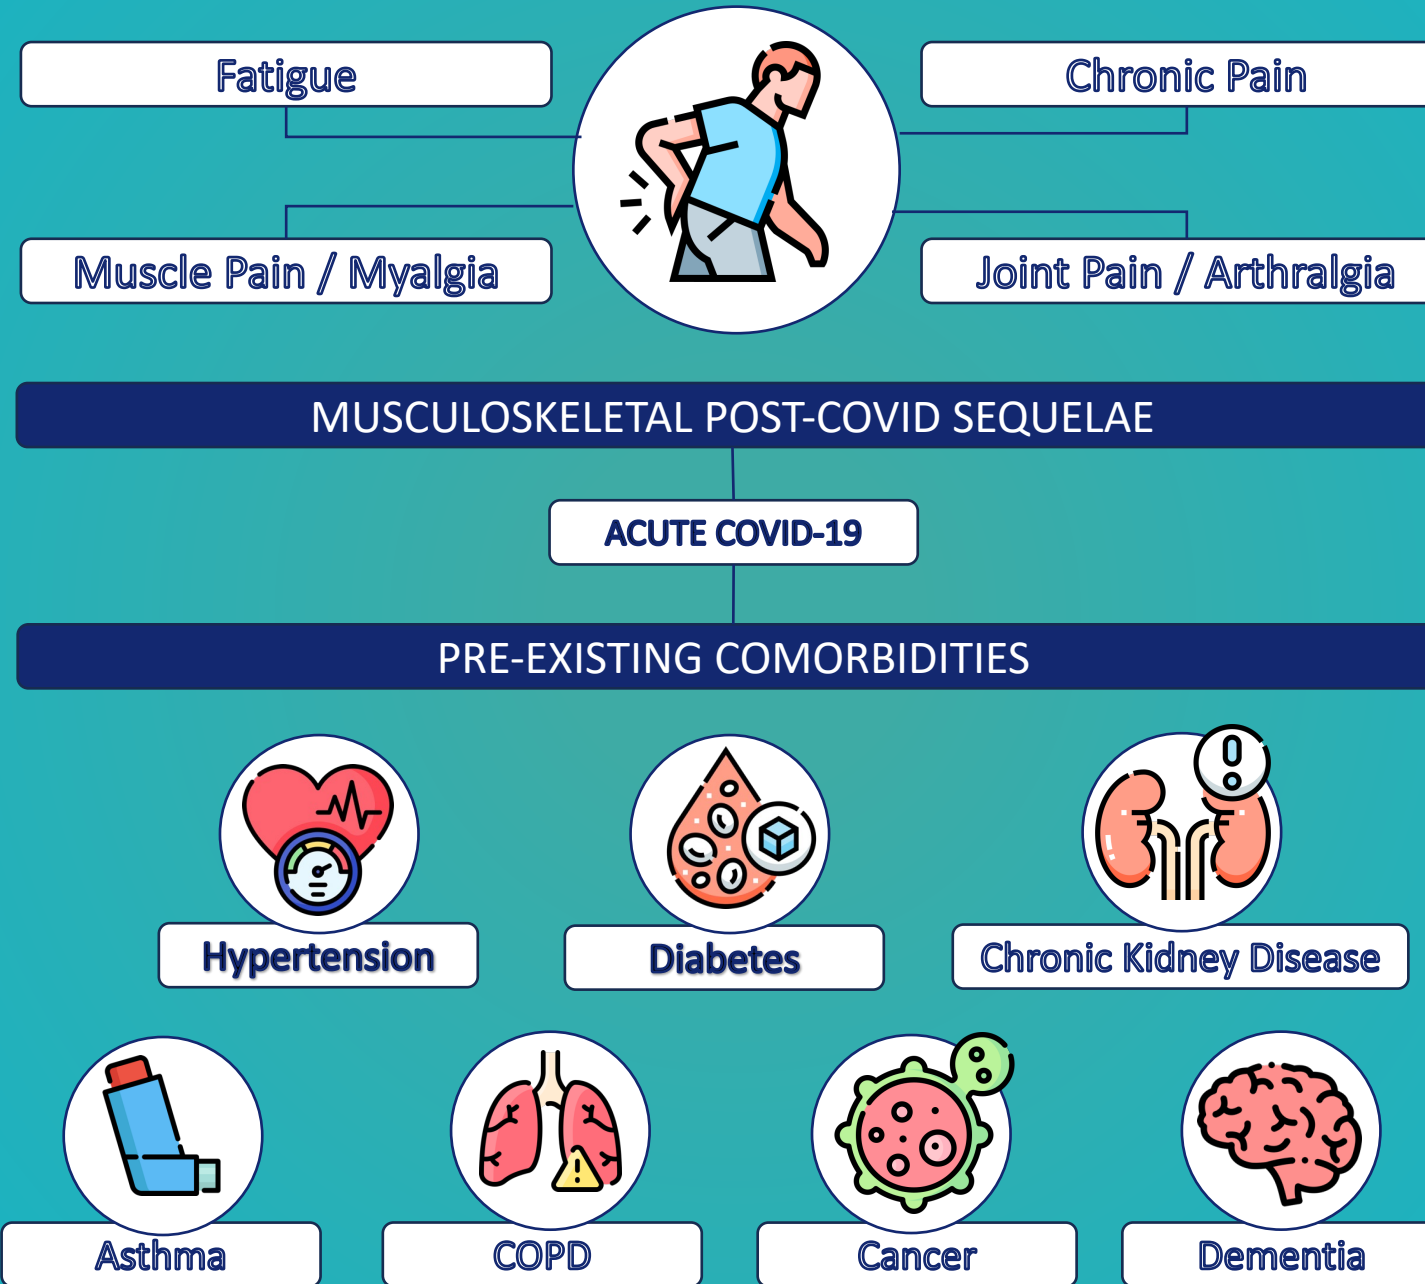 Fatigue
Chronic Pain
Muscle Pain / Myalgia
Joint Pain / Arthralgia
MUSCULOSKELETAL POST-COVID SEQUELAE
ACUTE COVID-19
PRE-EXISTING COMORBIDITIES
Hypertension
Diabetes
Chronic Kidney Disease
Asthma
COPD
Cancer
Dementia